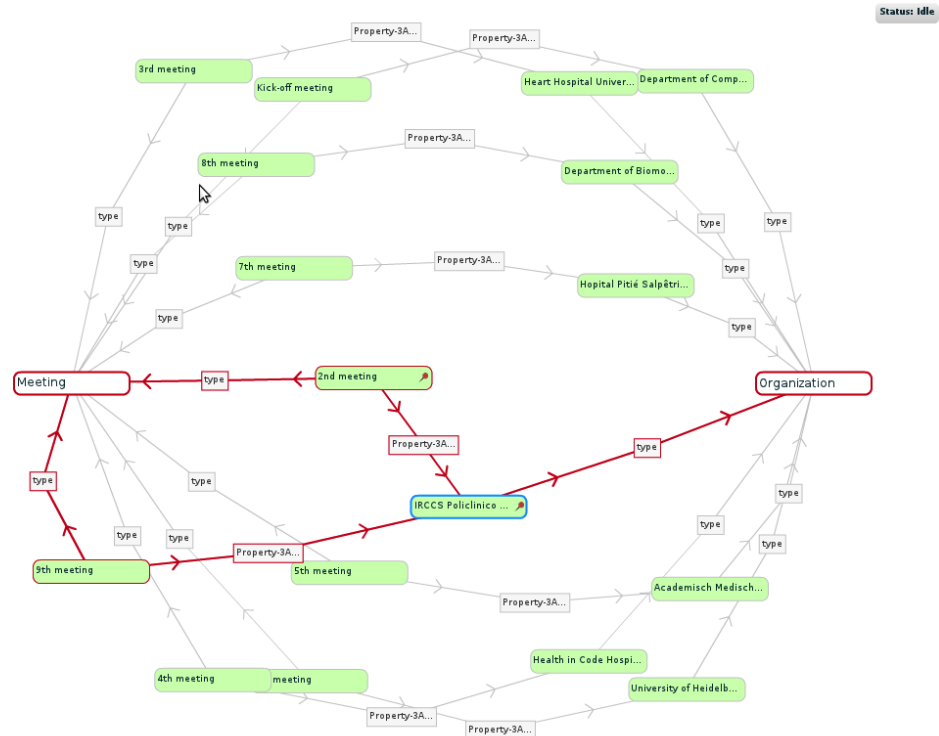 Status: Idle
Property-3A...
Property-3A...
3rd meeting
Kick-off meeting
Heart Hospital Univer...
Department of Comp...
Property-3A...
8th meeting
Department of Biomo...
type
type
type
type
type
type
7th meeting
Property-3A...
Hopital Pitié Salpêtri...
type
type
Meeting
type
2nd meeting
Organization
Property-3A...
type
type
type
IRCCS Policlinico ...
type
type
type
type
type
Property-3A...
9th meeting
5th meeting
Academisch Medisch...
Property-3A...
Health in Code Hospi...
4th meeting
meeting
University of Heidelb...
Property-3A...
Property-3A...